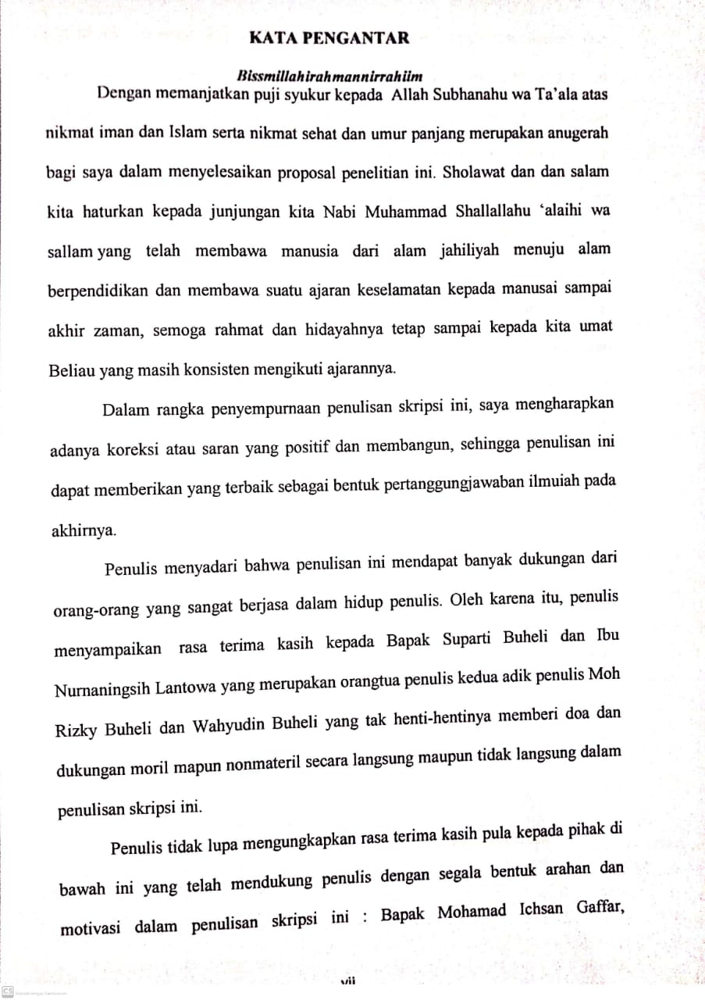 KATA PENGANTAR
Bissmillahirahmannirrahiim
Dengan memanjatkan puji syukur kepada Allah Subhanahu wa Ta’ala atas
nikmat iman dan Islam serta nikmat sehat dan umur panjang merupakan anugerah
bagi saya dalam menyelesaikan proposal penelitian ini. Sholawat dan dan salam
kita haturkan kepada junjungan kita Nabi Muhammad Shallallahu ‘alaihi wa
sallam yang telah membawa manusia dari alam jahiliyah menuju alam
berpendidikan dan membawa suatu ajaran keselamatan kepada manusai sampai
akhir zaman, semoga rahmat dan hidayahnya tetap sampai kepada kita umat
Beliau yang masih konsisten mengikuti ajarannya.
Dalam rangka penyempurnaan penulisan skripsi ini, saya mengharapkan
adanya koreksi atau saran yang positif dan membangun, sehingga penulisan ini
dapat memberikan yang terbaik sebagai bentuk pertanggungjawaban ilmuiah pada
akhirnya.
Penulis menyadari bahwa penulisan ini mendapat banyak dukungan dari
orang-orang yang sangat berjasa dalam hidup penulis. Oleh karena itu, penulis
menyampaikan rasa terima kasih kepada Bapak Suparti Buheli dan Ibu
Nurnaningsih Lantowa yang merupakan orangtua penulis kedua adik penulis Moh
Rizky Buheli dan Wahyudin Buheli yang tak henti-hentinya memberi doa dan
dukungan moril mapun nonmateril secara langsung maupun tidak langsung dalam
penulisan skripsi ini.
Penulis tidak lupa mengungkapkan rasa terima kasih pula kepada pihak di
bawah ini yang telah mendukung penulis dengan segala bentuk arahan dan
motivasi dalam penulisan skripsi ini : Bapak Mohamad Ichsan Gaffar,
vii
CS